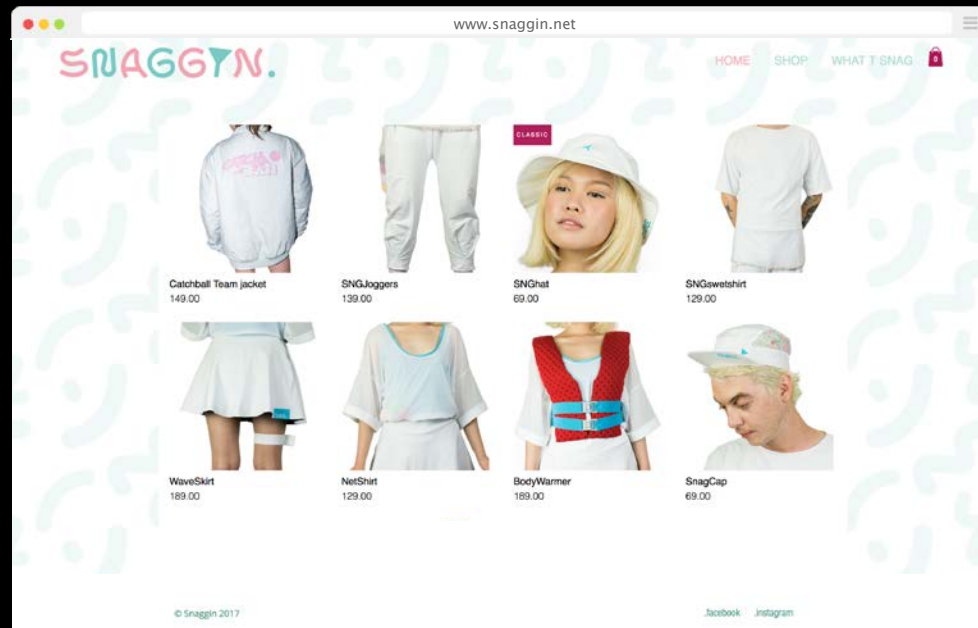 www.snaggin.net
SNAGGIN.
HOME SHOP WHAT T SNAG 0
CLASSIC
Catchball Team jacket
149.00
SNGJoggers
139.00
SNGhat
69.00
SNGswetshirt
129.00
WaveSkirt
189.00
NetShirt
129.00
BodyWarmer
189.00
SnagCap
69.00
© Snaggin 2017
.facebook .instagram